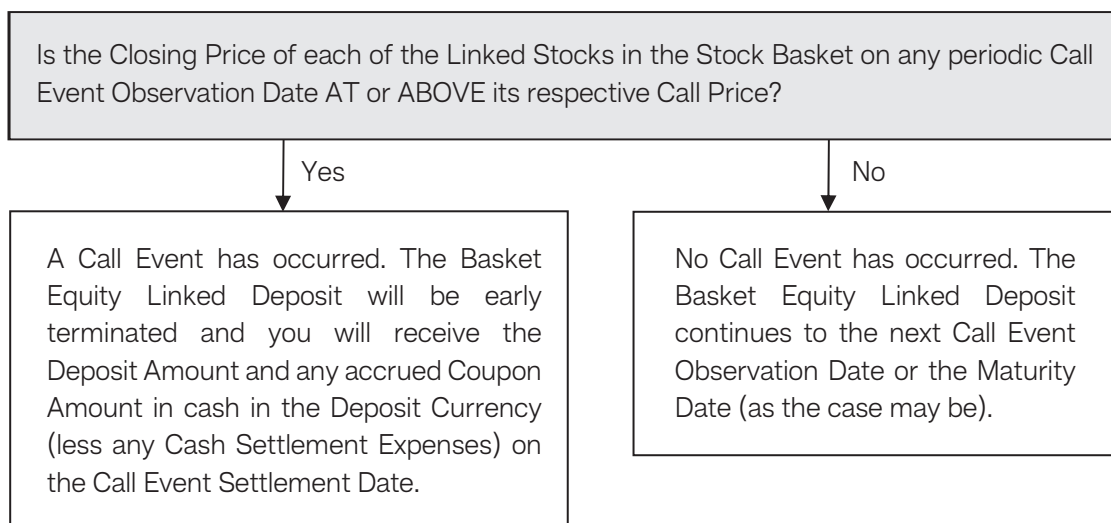 Is the Closing Price of each of the Linked Stocks in the Stock Basket on any periodic Call
Event Observation Date AT or ABOVE its respective Call Price?
Yes
No
A Call Event has occurred. The Basket
Equity Linked Deposit will be early
terminated and you will receive the
Deposit Amount and any accrued Coupon
Amount in cash in the Deposit Currency
(less any Cash Settlement Expenses) on
the Call Event Settlement Date.
No Call Event has occurred. The
Basket Equity Linked Deposit
continues to the next Call Event
Observation Date or the Maturity
Date (as the case may be).